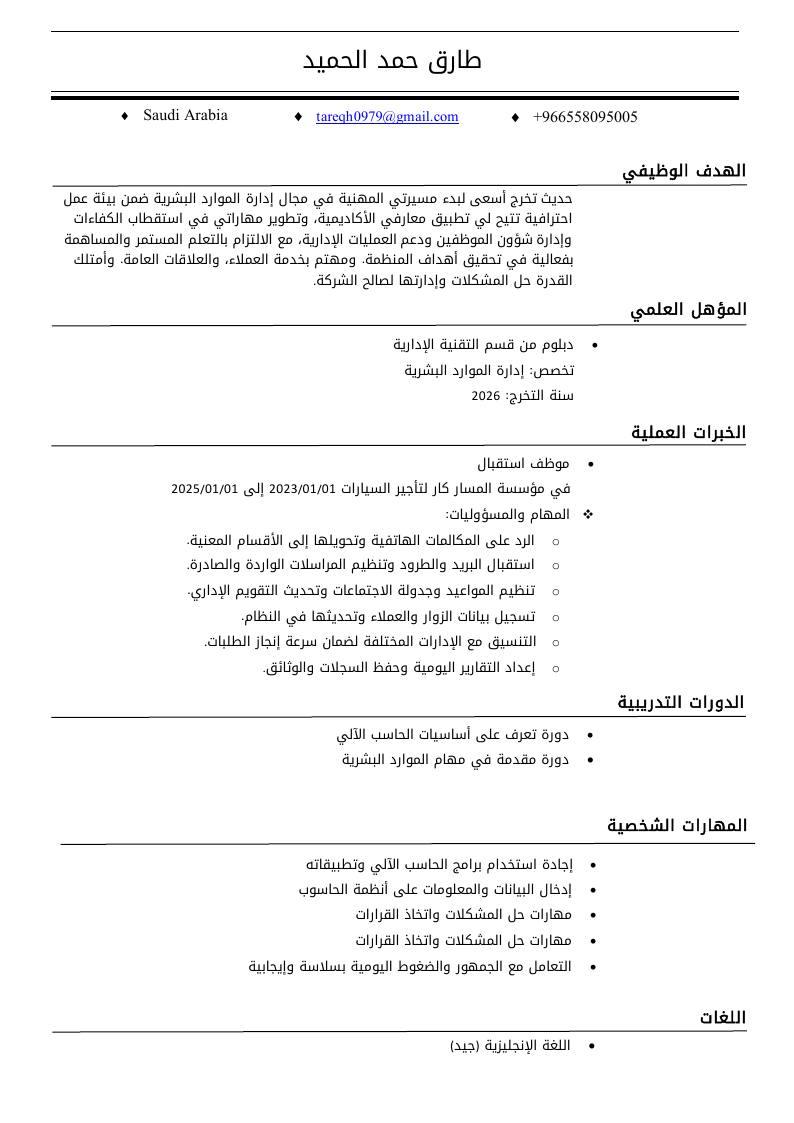 طارق حمد الحميد
♦ Saudi Arabia ♦ tareqh0979@gmail.com ♦ +966558095005
الهدف الوظيفي
حديث تخرج أسعى لبدء مسيرتي المهنية في مجال إدارة الموارد البشرية ضمن بيئة عمل
احترافية تتيح لي تطبيق معارفي الأكاديمية، وتطوير مهاراتي في استقطاب الكفاءات
وإدارة شؤون الموظفين ودعم العمليات الإدارية، مع الالتزام بالتعلم المستمر والمساهمة
بفعالية في تحقيق أهداف المنظمة. ومهتم بخدمة العملاء، والعلاقات العامة. وأمتلك
القدرة حل المشكلات وإدارتها لصالح الشركة.
المؤهل العلمي
• دبلوم من قسم التقنية الإدارية
تخصص: إدارة الموارد البشرية
سنة التخرج: 2026
الخبرات العملية
• موظف استقبال
في مؤسسة المسار كار لتأجير السيارات 2023/01/01 إلى 2025/01/01
❖ المهام والمسؤوليات:
○ الرد على المكالمات الهاتفية وتحويلها إلى الأقسام المعنية.
○ استقبال البريد والطرود وتنظيم المراسلات الواردة والصادرة.
○ تنظيم المواعيد وجدولة الاجتماعات وتحديث التقويم الإداري.
○ تسجيل بيانات الزوار والعملاء وتحديثها في النظام.
○ التنسيق مع الإدارات المختلفة لضمان سرعة إنجاز الطلبات.
○ إعداد التقارير اليومية وحفظ السجلات والوثائق.
الدورات التدريبية
• دورة تعرف على أساسيات الحاسب الآلي
• دورة مقدمة في مهام الموارد البشرية
المهارات الشخصية
• إجادة استخدام برامج الحاسب الآلي وتطبيقاته
• إدخال البيانات والمعلومات على أنظمة الحاسوب
• مهارات حل المشكلات واتخاذ القرارات
• مهارات حل المشكلات واتخاذ القرارات
• التعامل مع الجمهور والضغوط اليومية بسلاسة وإيجابية
اللغات
• اللغة الإنجليزية (جيد)